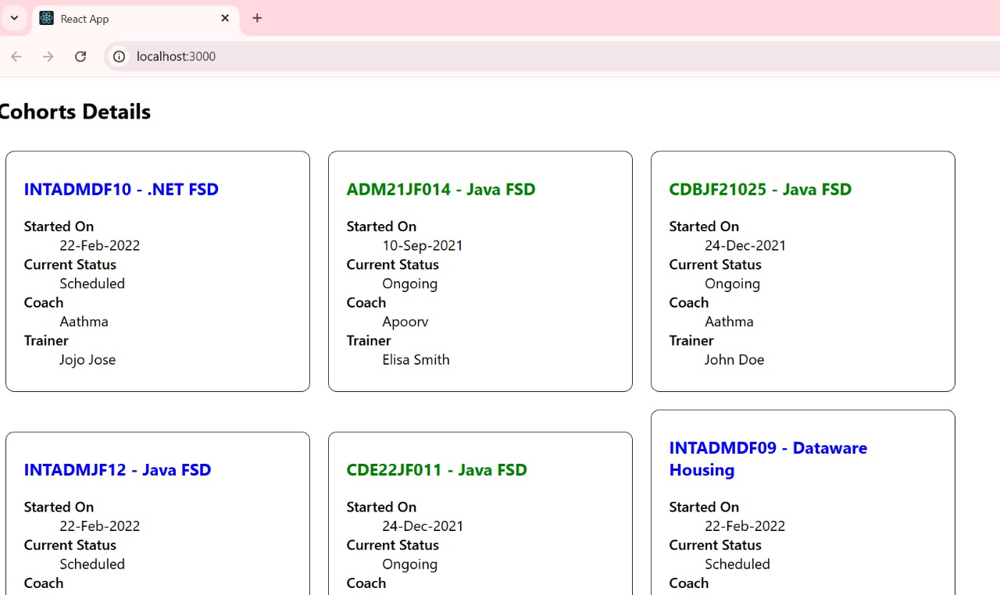 React App
localhost:3000
Cohorts Details
INTADMDF10 - .NET FSD
Started On
22-Feb-2022
Current Status
Scheduled
Coach
Aathma
Trainer
Jojo Jose
ADM21JF014 - Java FSD
Started On
10-Sep-2021
Current Status
Ongoing
Coach
Apoorv
Trainer
Elisa Smith
CDBJF21025 - Java FSD
Started On
24-Dec-2021
Current Status
Ongoing
Coach
Aathma
Trainer
John Doe
INTADMJF12 - Java FSD
Started On
22-Feb-2022
Current Status
Scheduled
Coach
CDE22JF011 - Java FSD
Started On
24-Dec-2021
Current Status
Ongoing
Coach
INTADMDF09 - Dataware
Housing
Started On
22-Feb-2022
Current Status
Scheduled
Coach